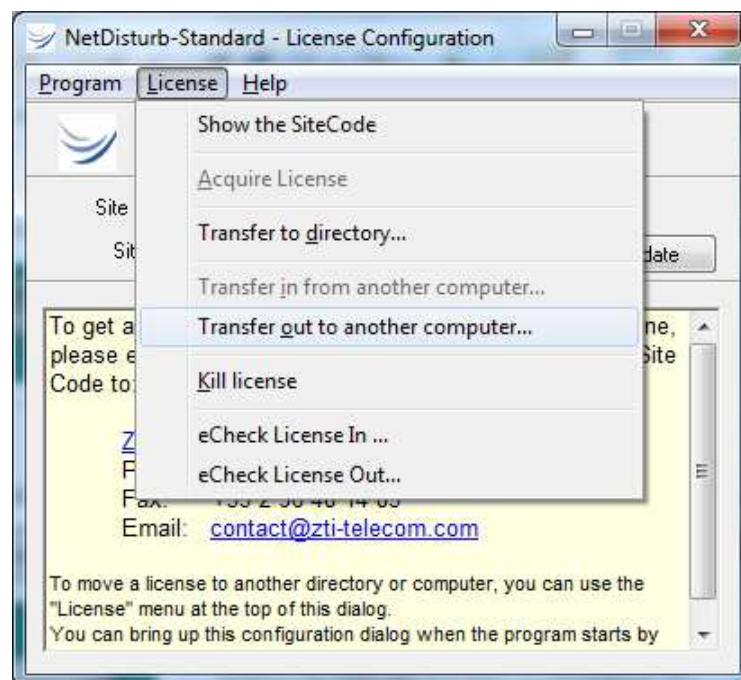 NetDisturb-Standard - License Configuration
Program License Help
Show the SiteCode
Acquire License
Site
Transfer to directory...
Sit
date
Transfer in from another computer...
To get a
Transfer out to another computer...
ne,
please e
Site
Code to:
Kill license
eCheck License In ...
eCheck License Out...
Fax:
Email: contact@zti-telecom.com
To move a license to another directory or computer, you can use the
"License" menu at the top of this dialog.
You can bring up this configuration dialog when the program starts by